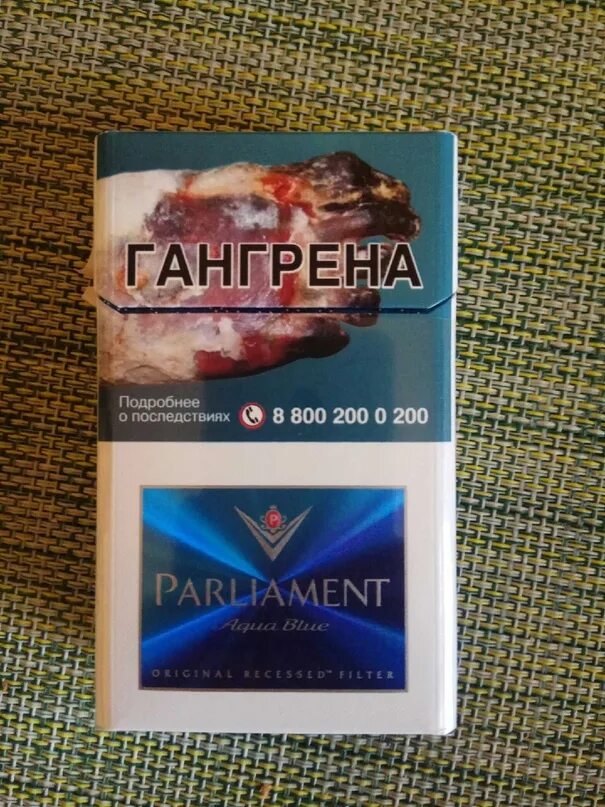 ГАНГРЕНА
Подробнее
о последствиях 8 800 200 0 200
P
PARLIAMENT
Aqua Blue
ORIGINAL RECESSED™ FILTER